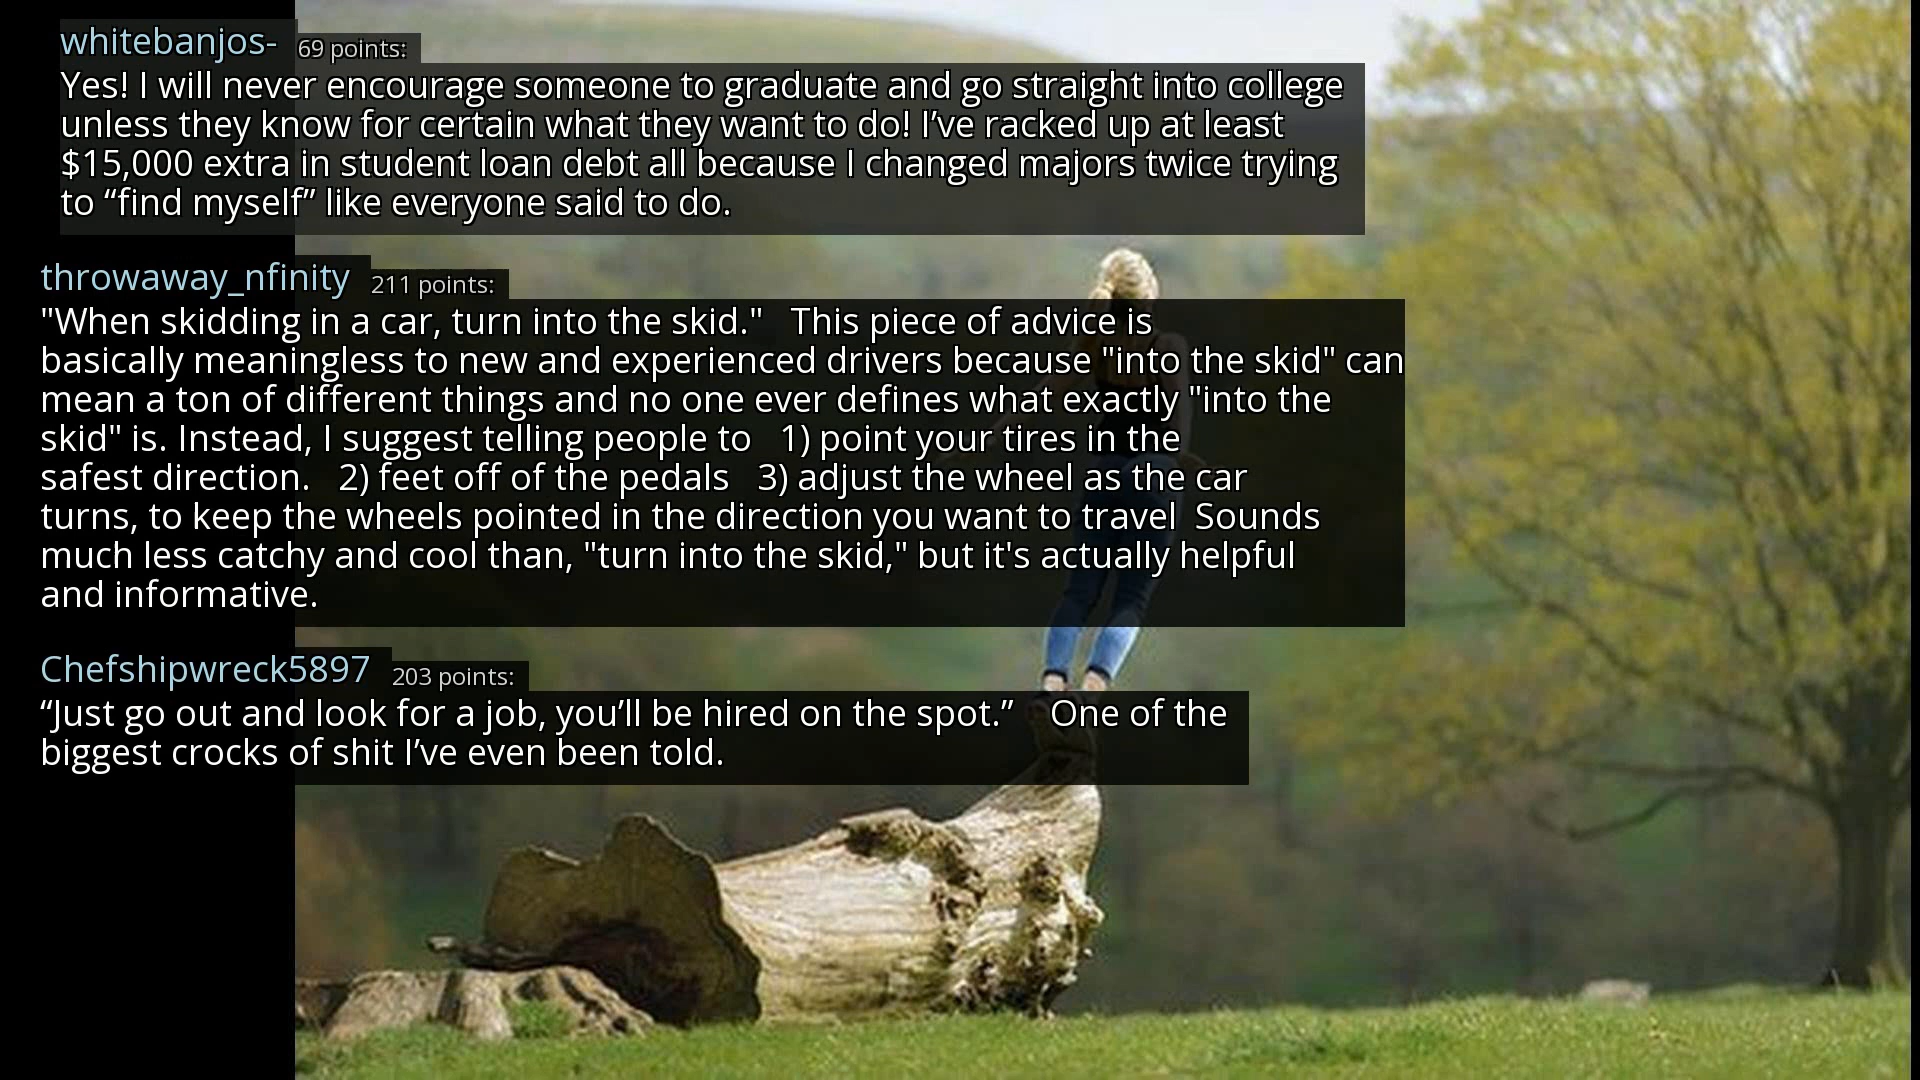 whitebanjos- 69 points:
Yes! I will never encourage someone to graduate and go straight into college
unless they know for certain what they want to do! I’ve racked up at least
$15,000 extra in student loan debt all because I changed majors twice trying
to “find myself” like everyone said to do.
throwaway_nfinity 211 points:
"When skidding in a car, turn into the skid." This piece of advice is
basically meaningless to new and experienced drivers because "into the skid" can
mean a ton of different things and no one ever defines what exactly "into the
skid" is. Instead, I suggest telling people to 1) point your tires in the
safest direction. 2) feet off of the pedals 3) adjust the wheel as the car
turns, to keep the wheels pointed in the direction you want to travel Sounds
much less catchy and cool than, "turn into the skid," but it's actually helpful
and informative.
Chefshipwreck5897 203 points:
“Just go out and look for a job, you’ll be hired on the spot.” One of the
biggest crocks of shit I’ve even been told.